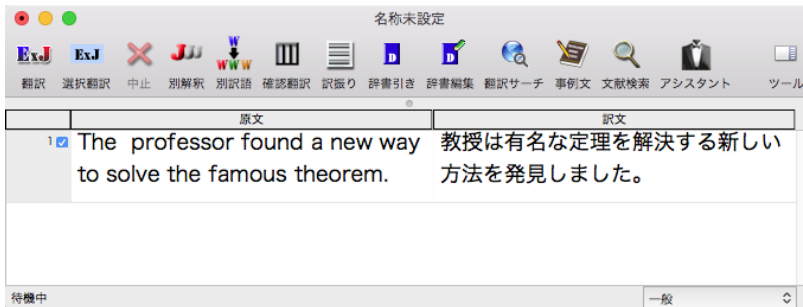 名称未設定
ExJ ExJ JJJ W WWW D D
翻訳 選択翻訳 中止 別解釈 別訳語 確認翻訳 訳振り 辞書引き 辞書編集 翻訳サーチ 事例文 文献検索 アシスタント ツール
原文 訳文
1 The professor found a new way 教授は有名な定理を解決する新しい
to solve the famous theorem. 方法を発見しました。
待機中 一般